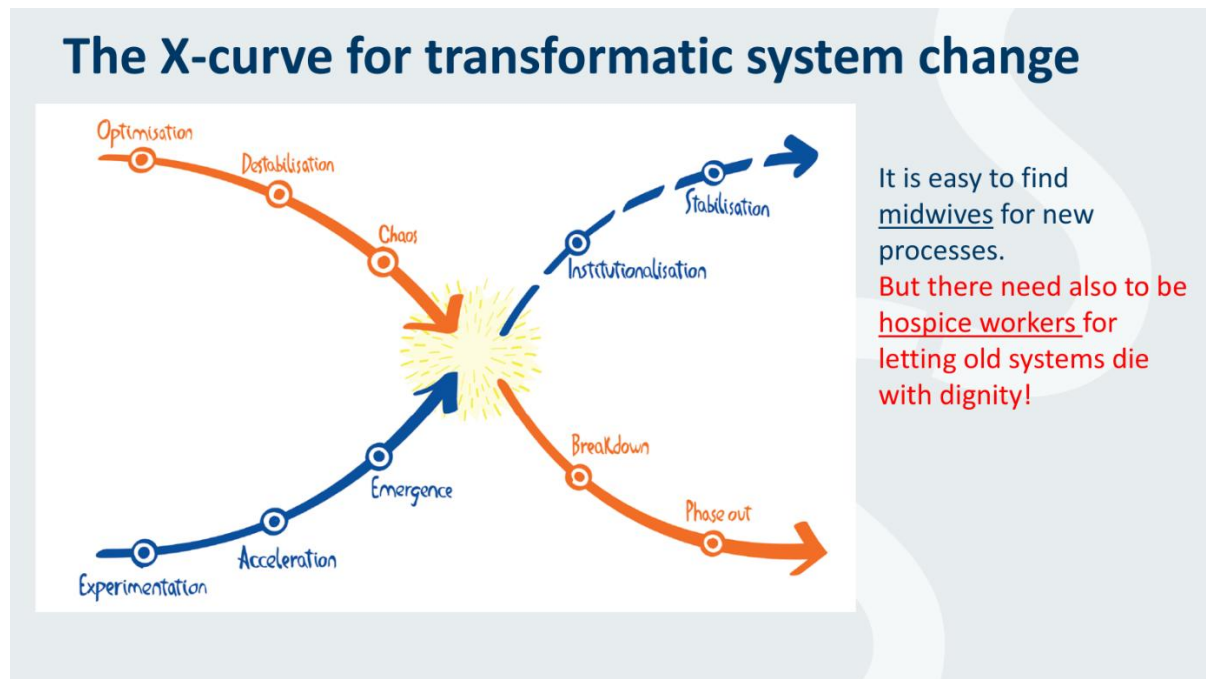 The X-curve for transformatic system change
Optimisation
Destabilisation
Chaos
Stabilisation
Institutionalisation
Emergence
Acceleration
Experimentation
Breakdown
Phase out
It is easy to find
midwives for new
processes.
But there need also to be
hospice workers for
letting old systems die
with dignity!